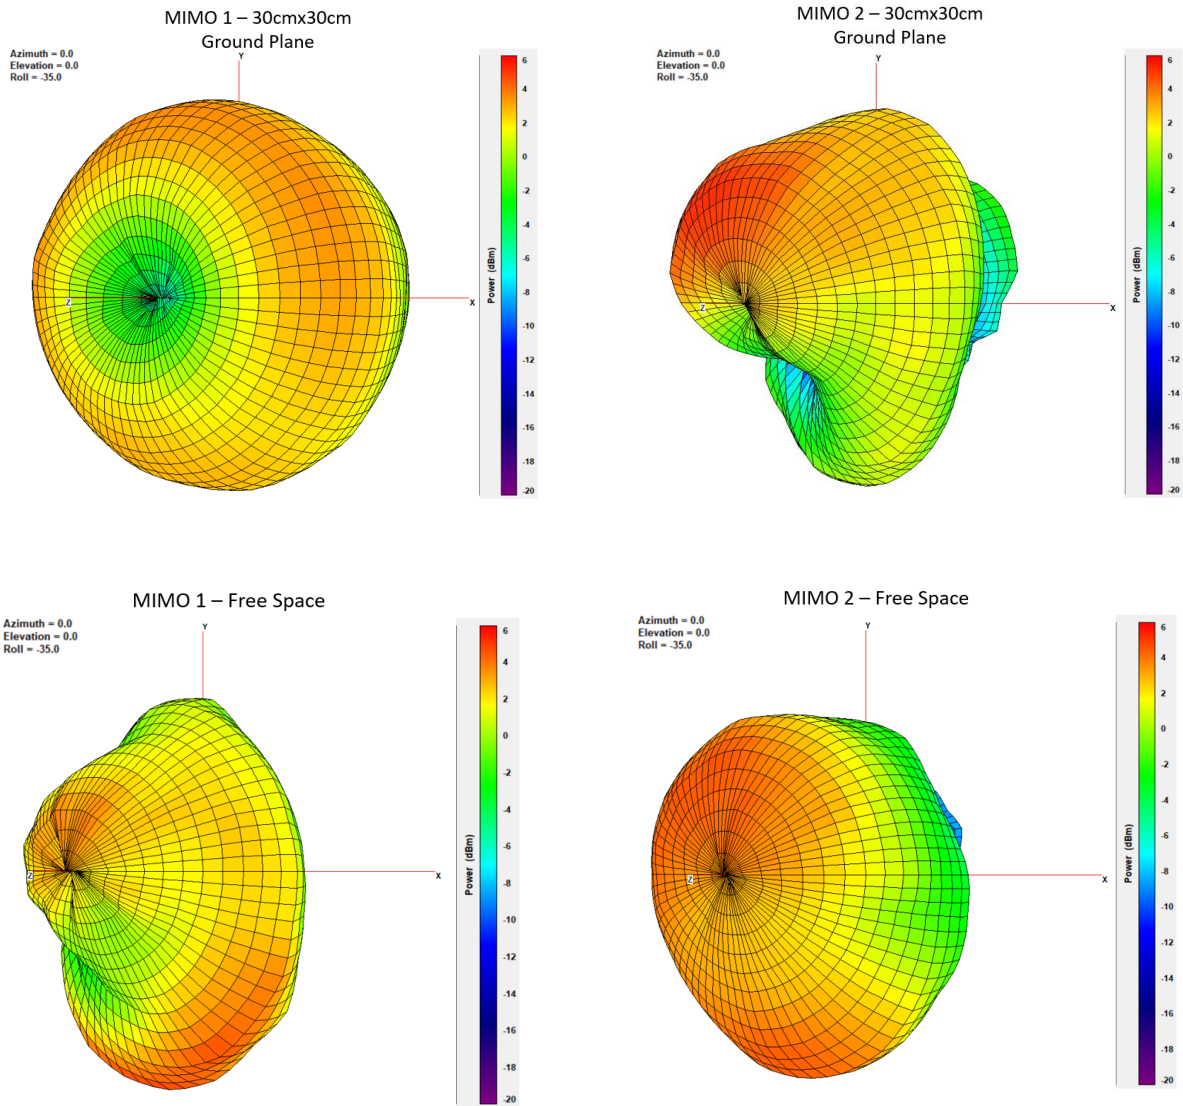 MIMO 1 – 30cmx30cm
Ground Plane
Azimuth = 0.0
Elevation = 0.0
Roll = -35.0
Y
X
Z
Power (dBm)
6
4
2
0
-2
-4
-6
-8
-10
-12
-14
-16
-18
-20
MIMO 2 – 30cmx30cm
Ground Plane
Azimuth = 0.0
Elevation = 0.0
Roll = -35.0
Y
X
Z
Power (dBm)
6
4
2
0
-2
-4
-6
-8
-10
-12
-14
-16
-18
-20
MIMO 1 – Free Space
Azimuth = 0.0
Elevation = 0.0
Roll = -35.0
Y
X
Z
Power (dBm)
6
4
2
0
-2
-4
-6
-8
-10
-12
-14
-16
-18
-20
MIMO 2 – Free Space
Azimuth = 0.0
Elevation = 0.0
Roll = -35.0
Y
X
Z
Power (dBm)
6
4
2
0
-2
-4
-6
-8
-10
-12
-14
-16
-18
-20